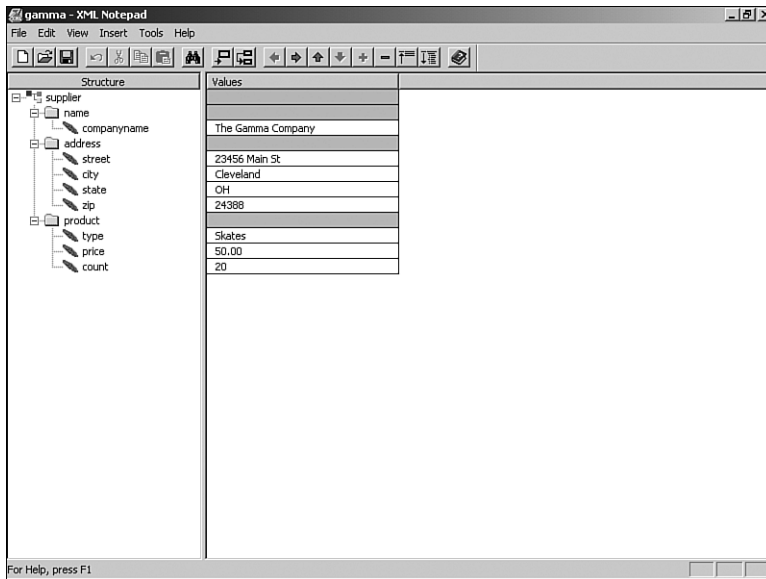 gamma - XML Notepad
File Edit View Insert Tools Help
Structure Values
supplier
name
companyname The Gamma Company
address
street 23456 Main St
city Cleveland
state OH
zip 24388
product
type Skates
price 50.00
count 20
For Help, press F1